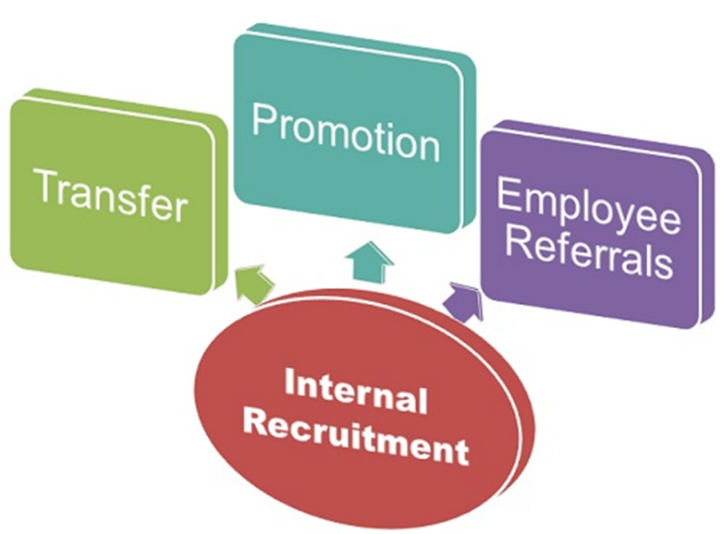 Transfer
Promotion
Employee
Referrals
Internal
Recruitment